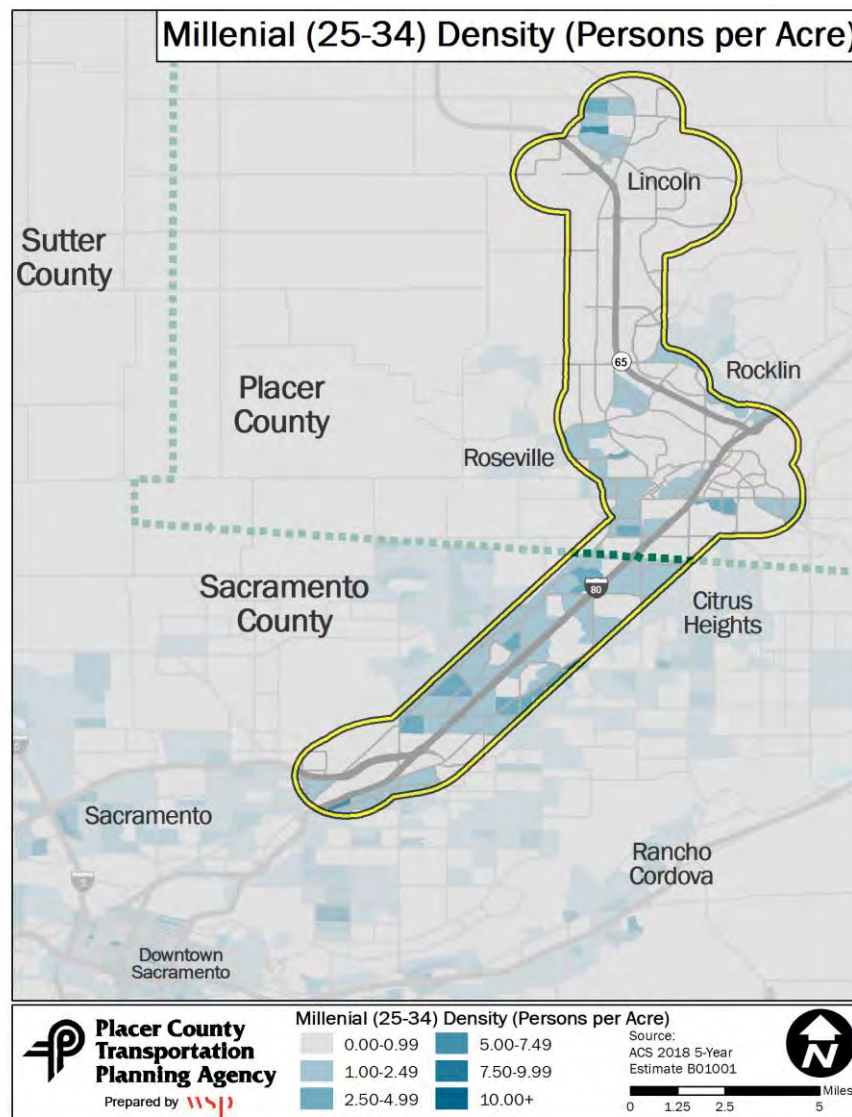 Millenial (25-34) Density (Persons per Acre)
Lincoln
Sutter
County
65
Rocklin
Placer
County
Roseville
Sacramento
County
80
Citrus
Heights
Sacramento
Rancho
Cordova
5
Downtown
Sacramento
Placer County
Transportation
Planning Agency
Prepared by wsp
Millenial (25-34) Density (Persons per Acre)
0.00-0.99
1.00-2.49
2.50-4.99
5.00-7.49
7.50-9.99
10.00+
Source:
ACS 2018 5-Year
Estimate B01001
N
Miles
0 1.25 2.5 5